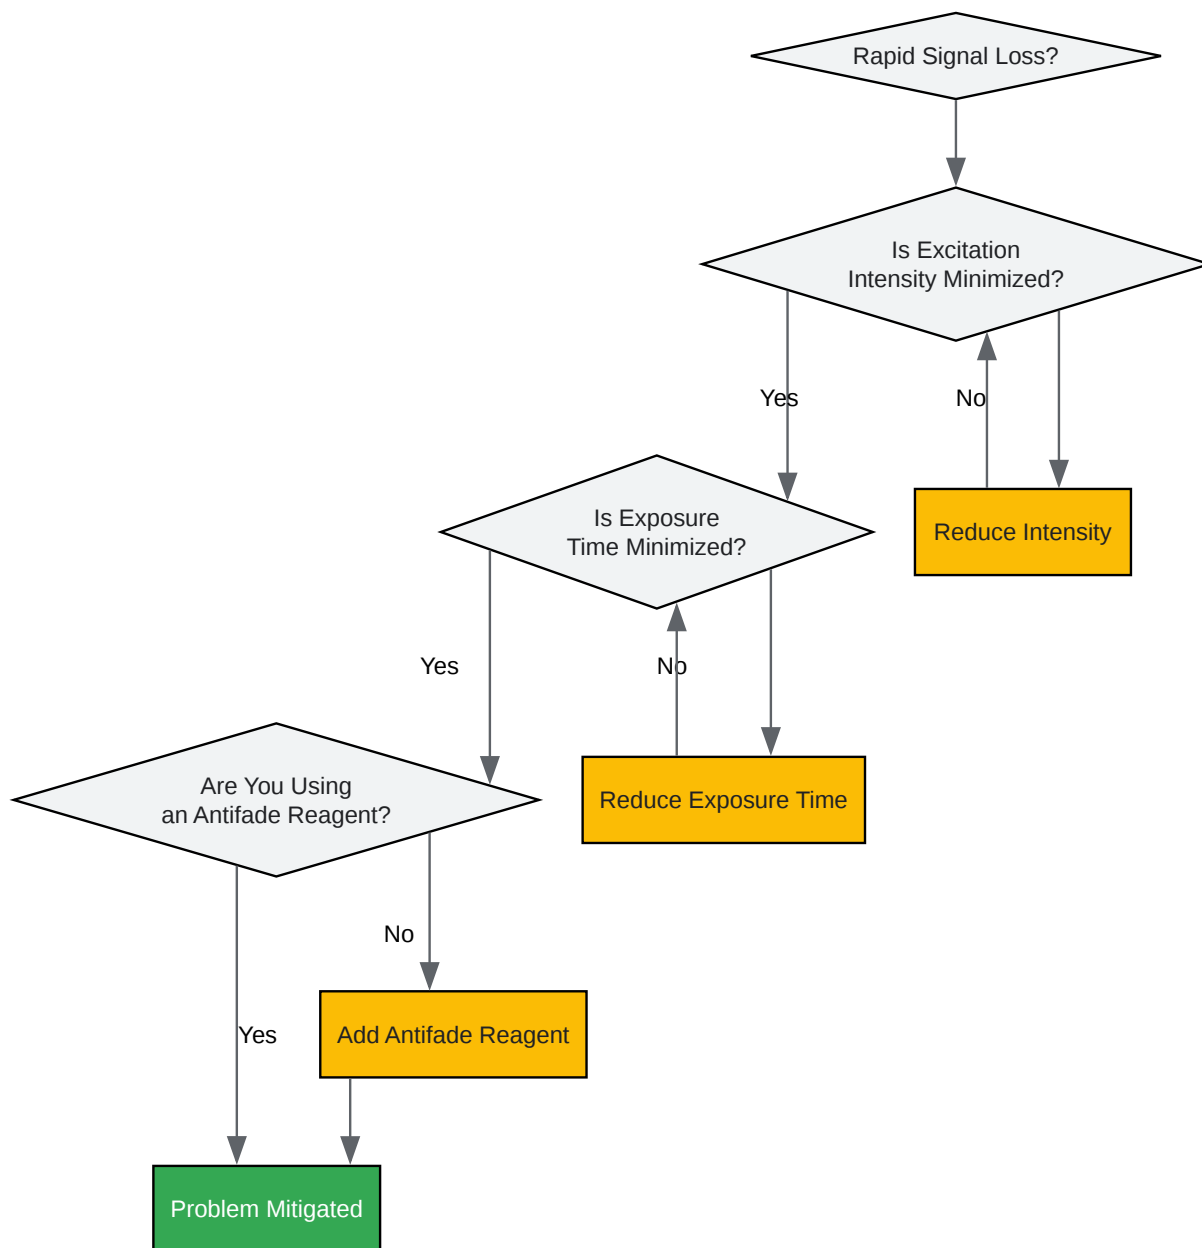 Rapid Signal Loss?
Is Excitation
Intensity Minimized?
Yes
No
Is Exposure
Time Minimized?
Reduce Intensity
Yes
No
Are You Using
an Antifade Reagent?
Reduce Exposure Time
No
Yes
Add Antifade Reagent
Problem Mitigated